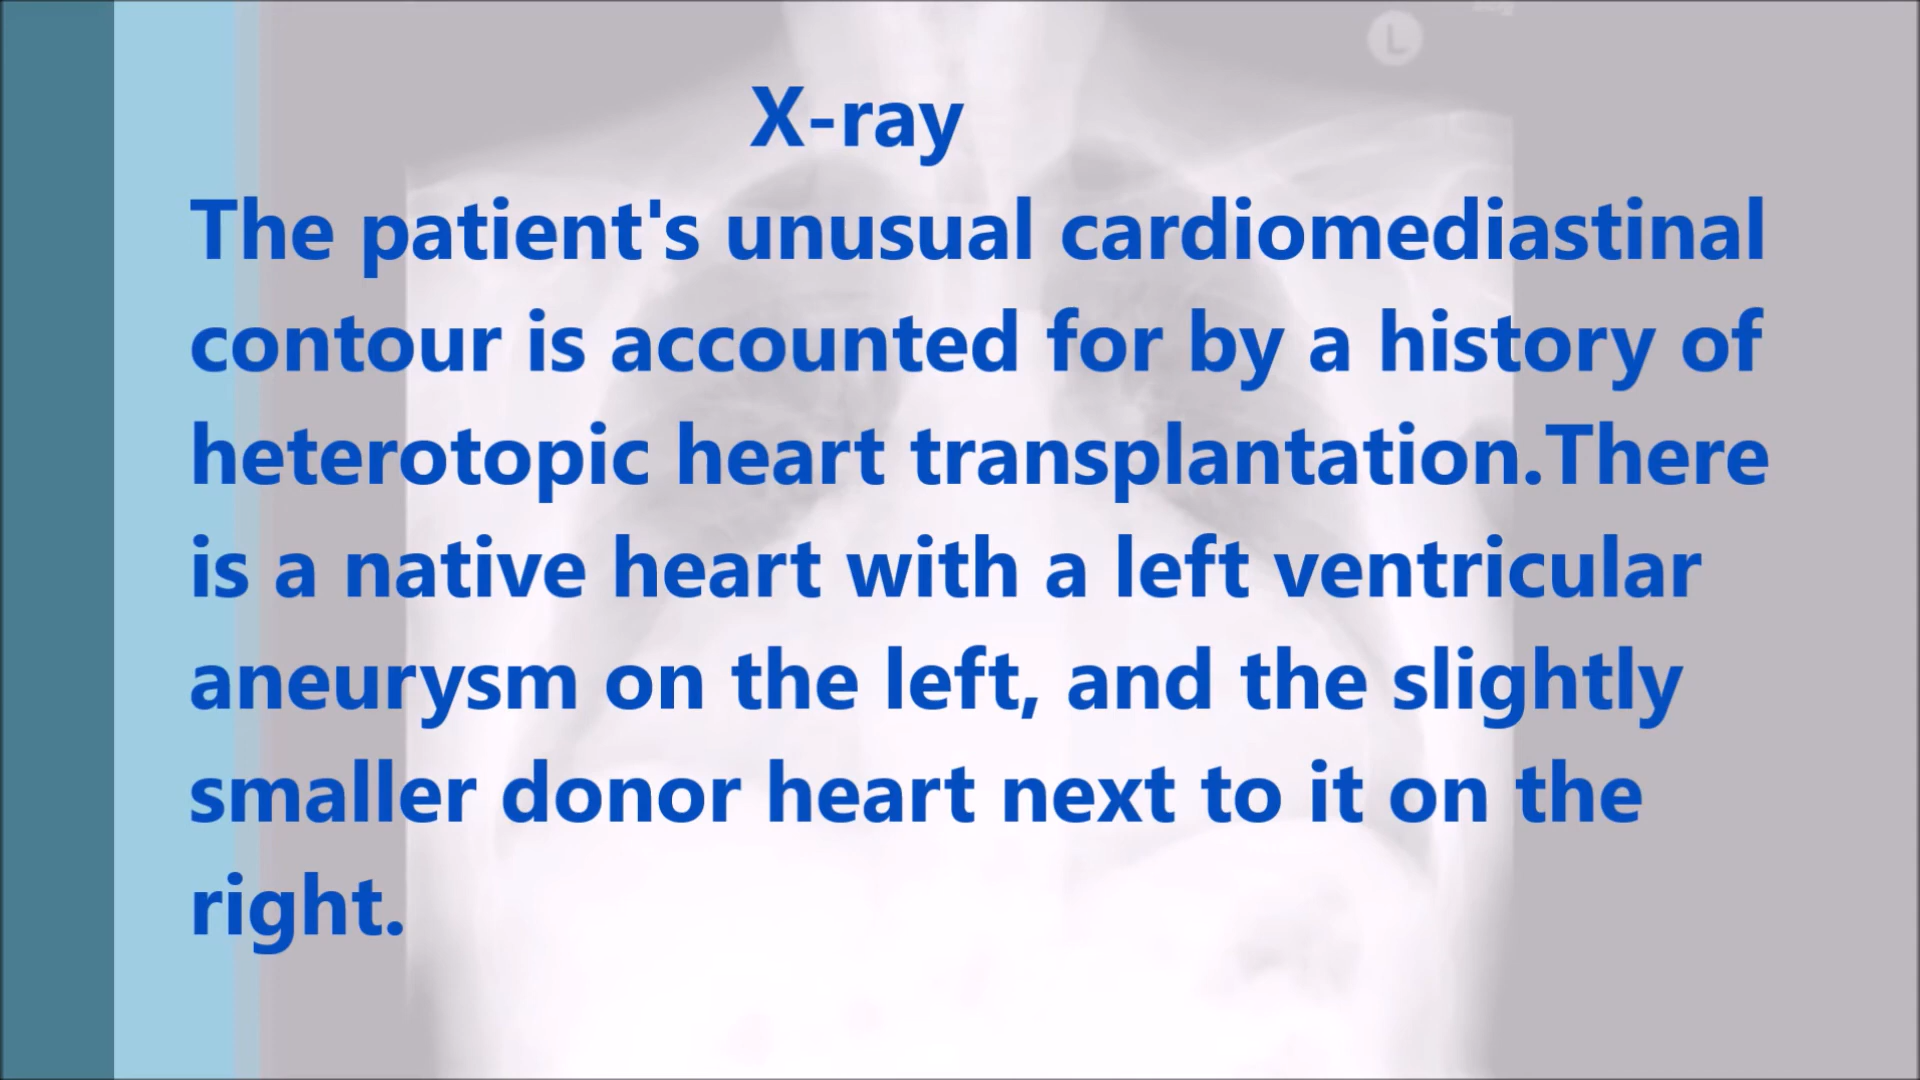 L
X-ray
The patient's unusual cardiomediastinal
contour is accounted for by a history of
heterotopic heart transplantation.There
is a native heart with a left ventricular
aneurysm on the left, and the slightly
smaller donor heart next to it on the
right.